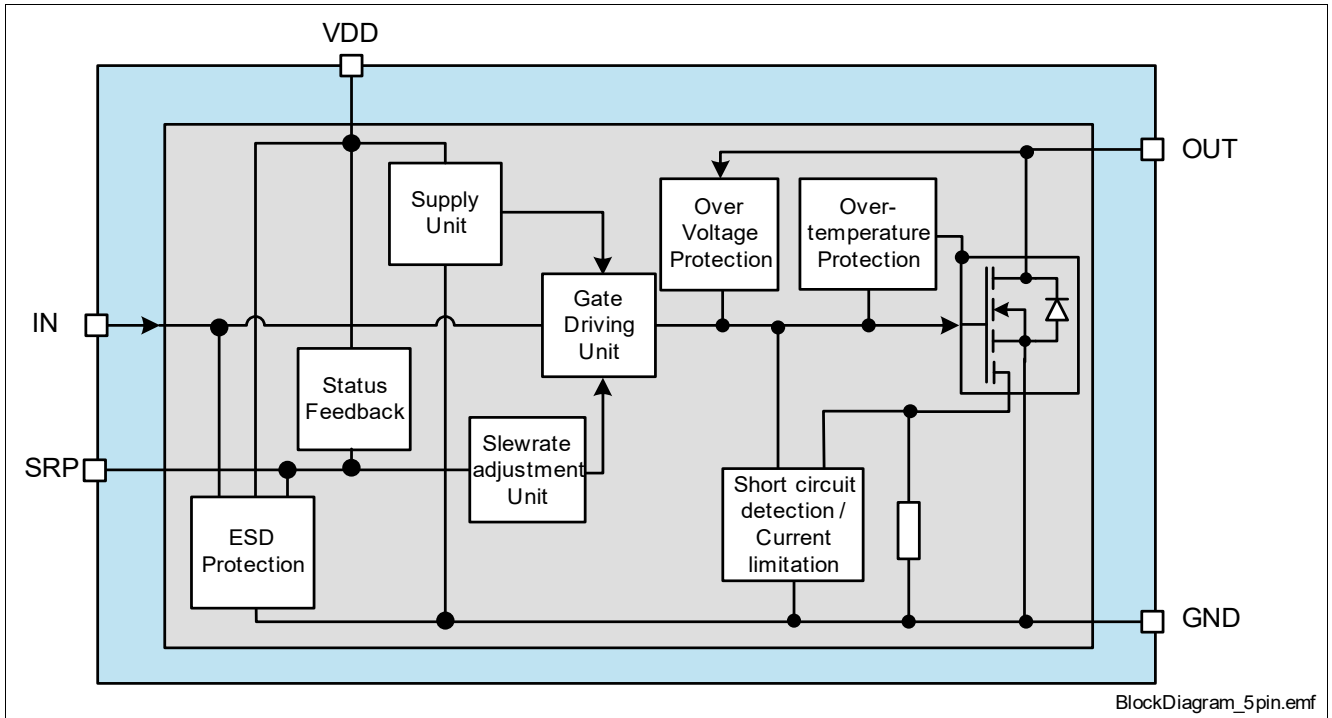 VDD
OUT
Supply
Unit
Over
Voltage
Protection
Over-
temperature
Protection
IN
Gate
Driving
Unit
Status
Feedback
SRP
Slewrate
adjustment
Unit
Short circuit
detection /
Current
limitation
ESD
Protection
GND
BlockDiagram_5pin.emf